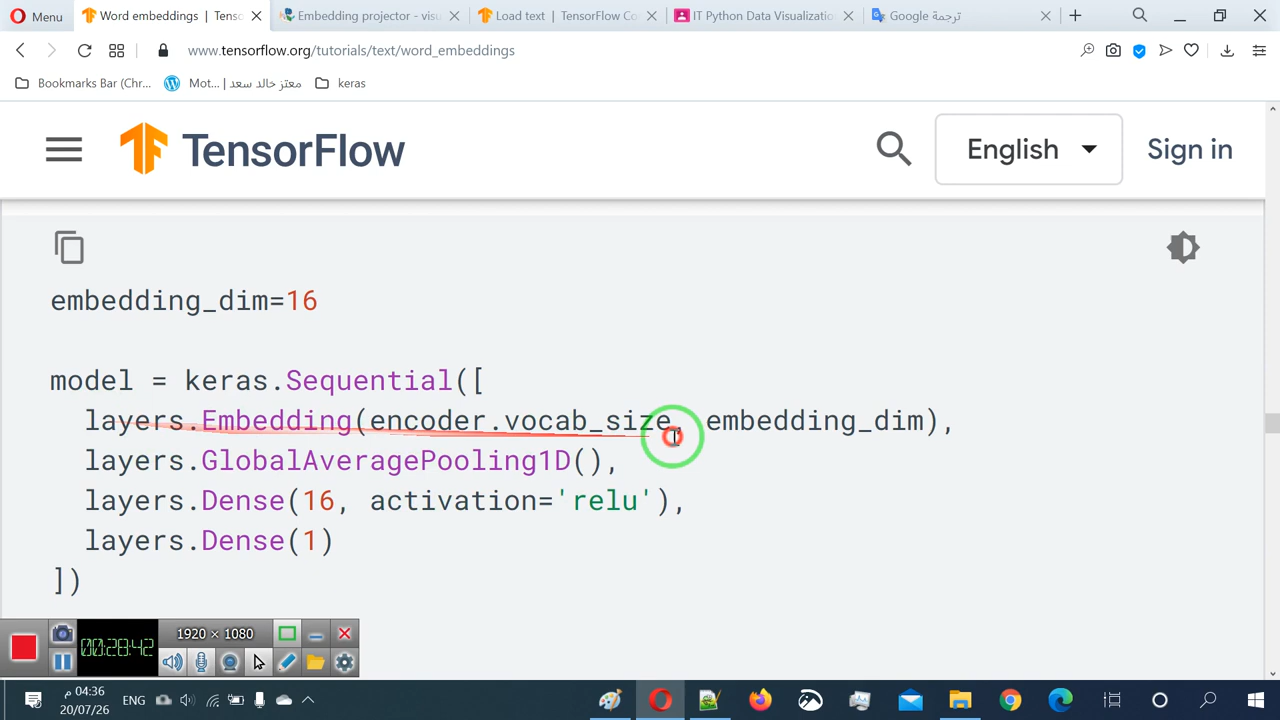 Menu
Word embeddings | Tensor
Embedding projector - visu
Load text | TensorFlow Co
IT Python Data Visualizatio
ترجمة Google
www.tensorflow.org/tutorials/text/word_embeddings
Bookmarks Bar (Chr...
Mot... | معتز خالد سعد
keras
TensorFlow
English
Sign in
embedding_dim=16
model = keras.Sequential([
layers.Embedding(encoder.vocab_size, embedding_dim),
layers.GlobalAveragePooling1D(),
layers.Dense(16, activation='relu'),
layers.Dense(1)
])
1920 × 1080
00:28:42
ENG
04:36 م
20/07/26